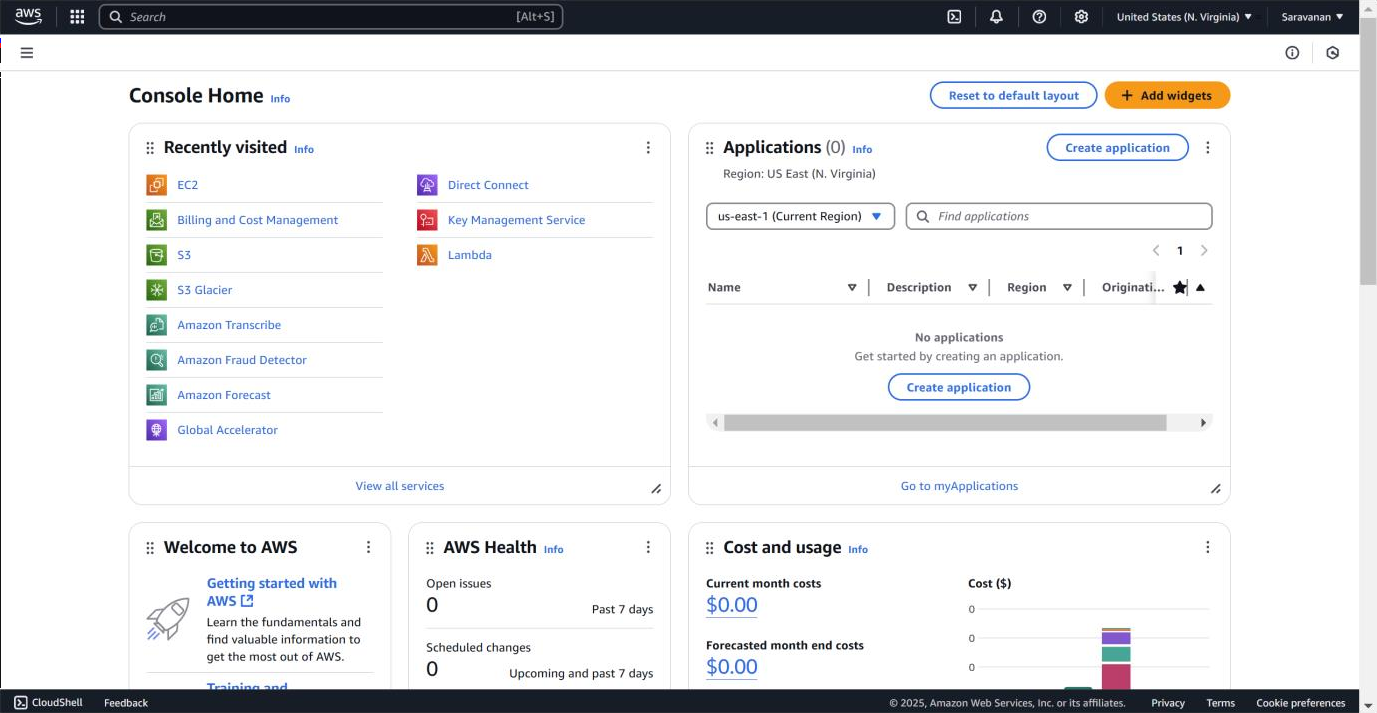 aws
Search [Alt+S]
United States (N. Virginia) ▼
Saravanan ▼
Console Home Info
Reset to default layout
+ Add widgets
Recently visited Info
EC2
Billing and Cost Management
S3
S3 Glacier
Amazon Transcribe
Amazon Fraud Detector
Amazon Forecast
Global Accelerator
Direct Connect
Key Management Service
Lambda
View all services
Applications (0) Info
Create application
Region: US East (N. Virginia)
us-east-1 (Current Region) ▼
Find applications
1
Name Description Region Originati...
No applications
Get started by creating an application.
Create application
Go to myApplications
Welcome to AWS
Getting started with
AWS
Learn the fundamentals and
find valuable information to
get the most out of AWS.
Training and
AWS Health Info
Open issues
0 Past 7 days
Scheduled changes
0 Upcoming and past 7 days
Cost and usage Info
Current month costs
$0.00
Forecasted month end costs
$0.00
Cost ($)
0
0
0
CloudShell
Feedback
© 2025, Amazon Web Services, Inc. or its affiliates.
Privacy
Terms
Cookie preferences